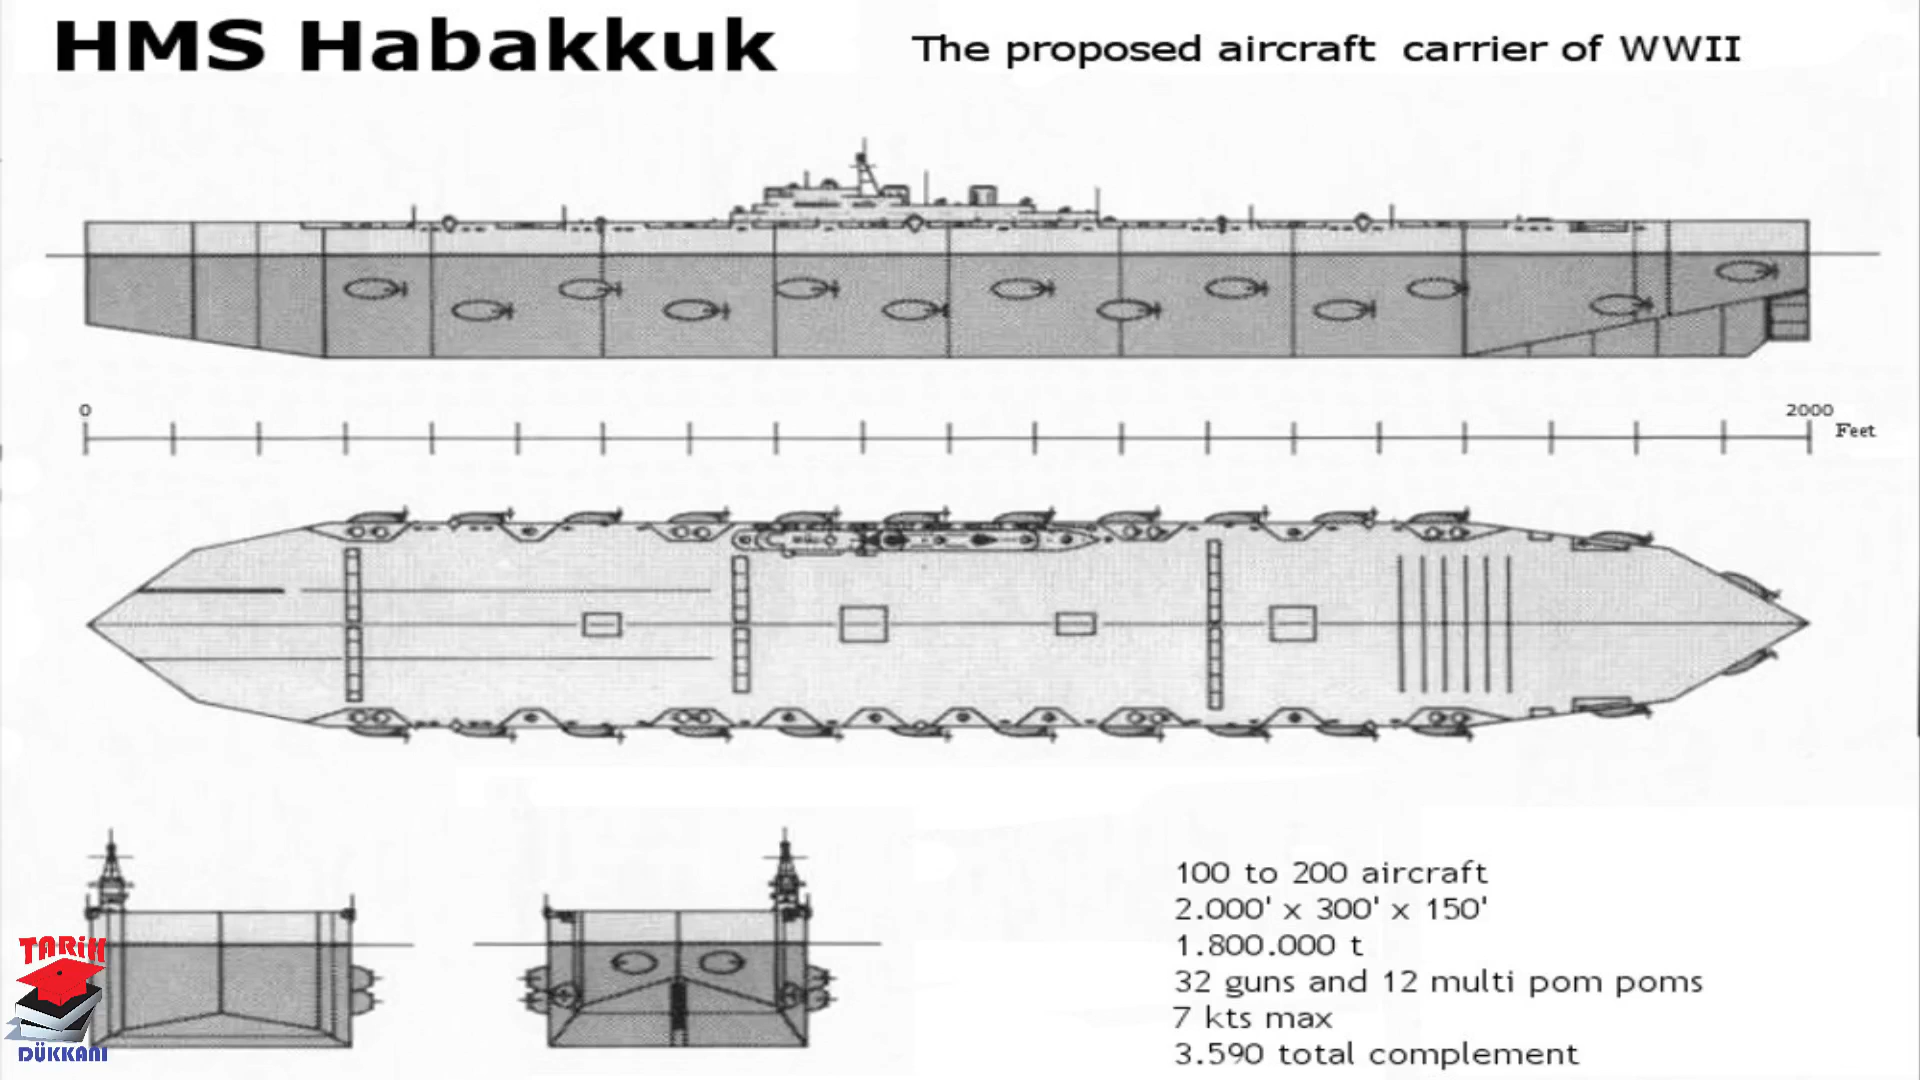 HMS Habakkuk
The proposed aircraft carrier of WWII
0
2000
Feet
100 to 200 aircraft
2.000' x 300' x 150'
1.800.000 t
32 guns and 12 multi pom poms
7 kts max
3.590 total complement
TARİH
DÜKKANI